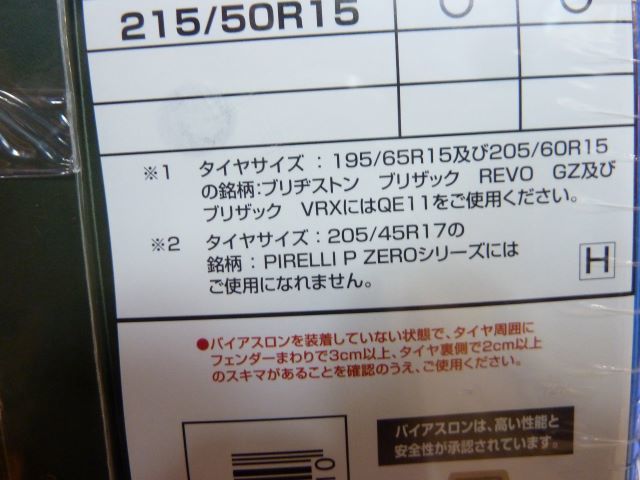 215/50R15 ○ ○
※1 タイヤサイズ：195/65R15及び205/60R15
の銘柄：ブリヂストン ブリザック REVO GZ及び
ブリザック VRXにはQE11をご使用ください。
※2 タイヤサイズ：205/45R17の
銘柄：PIRELLI P ZEROシリーズには
ご使用になれません。
H
●バイアスロンを装着していない状態で、タイヤ周囲に
フェンダーまわりで3cm以上、タイヤ裏側で2cm以上
のスキマがあることを確認のうえ、ご使用ください。
バイアスロンは、高い性能と
安全性が承認されています。